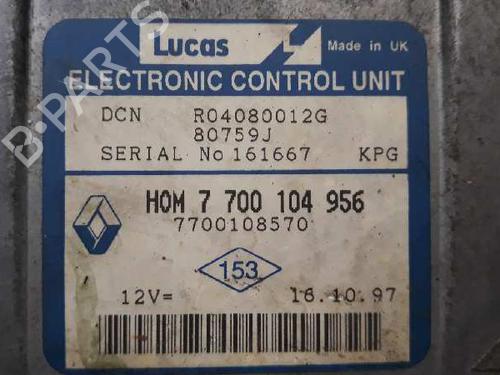 Lucas
Made in UK
ELECTRONIC CONTROL UNIT
DCN R04080012G
80759J
SERIAL No 161667 KPG
HOM 7 700 104 956
7700108570
153
12V= 16.10.97
B-PARTS